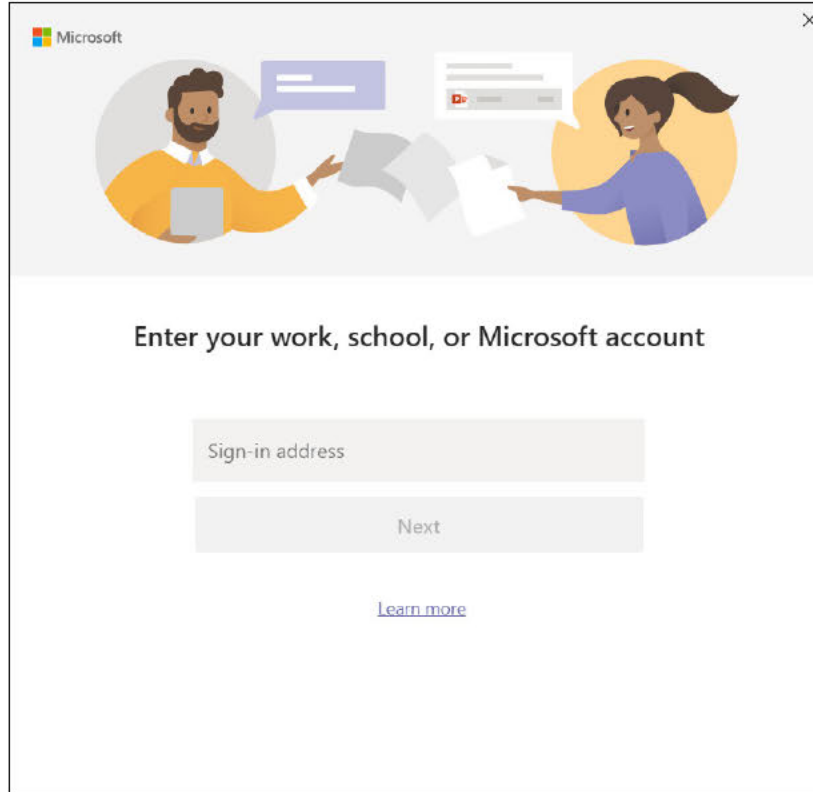 Microsoft
Enter your work, school, or Microsoft account
Sign-in address
Next
Learn more